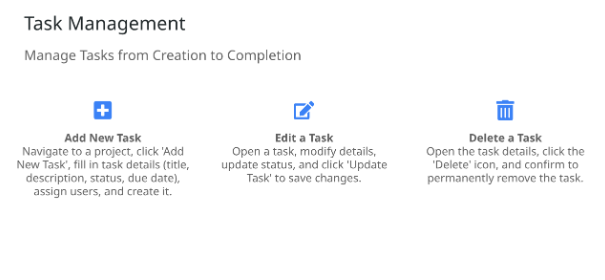 Task Management
Manage Tasks from Creation to Completion
Add New Task
Navigate to a project, click 'Add
New Task', fill in task details (title,
description, status, due date),
assign users, and create it.
Edit a Task
Open a task, modify details,
update status, and click 'Update
Task' to save changes.
Delete a Task
Open the task details, click the
'Delete' icon, and confirm to
permanently remove the task.